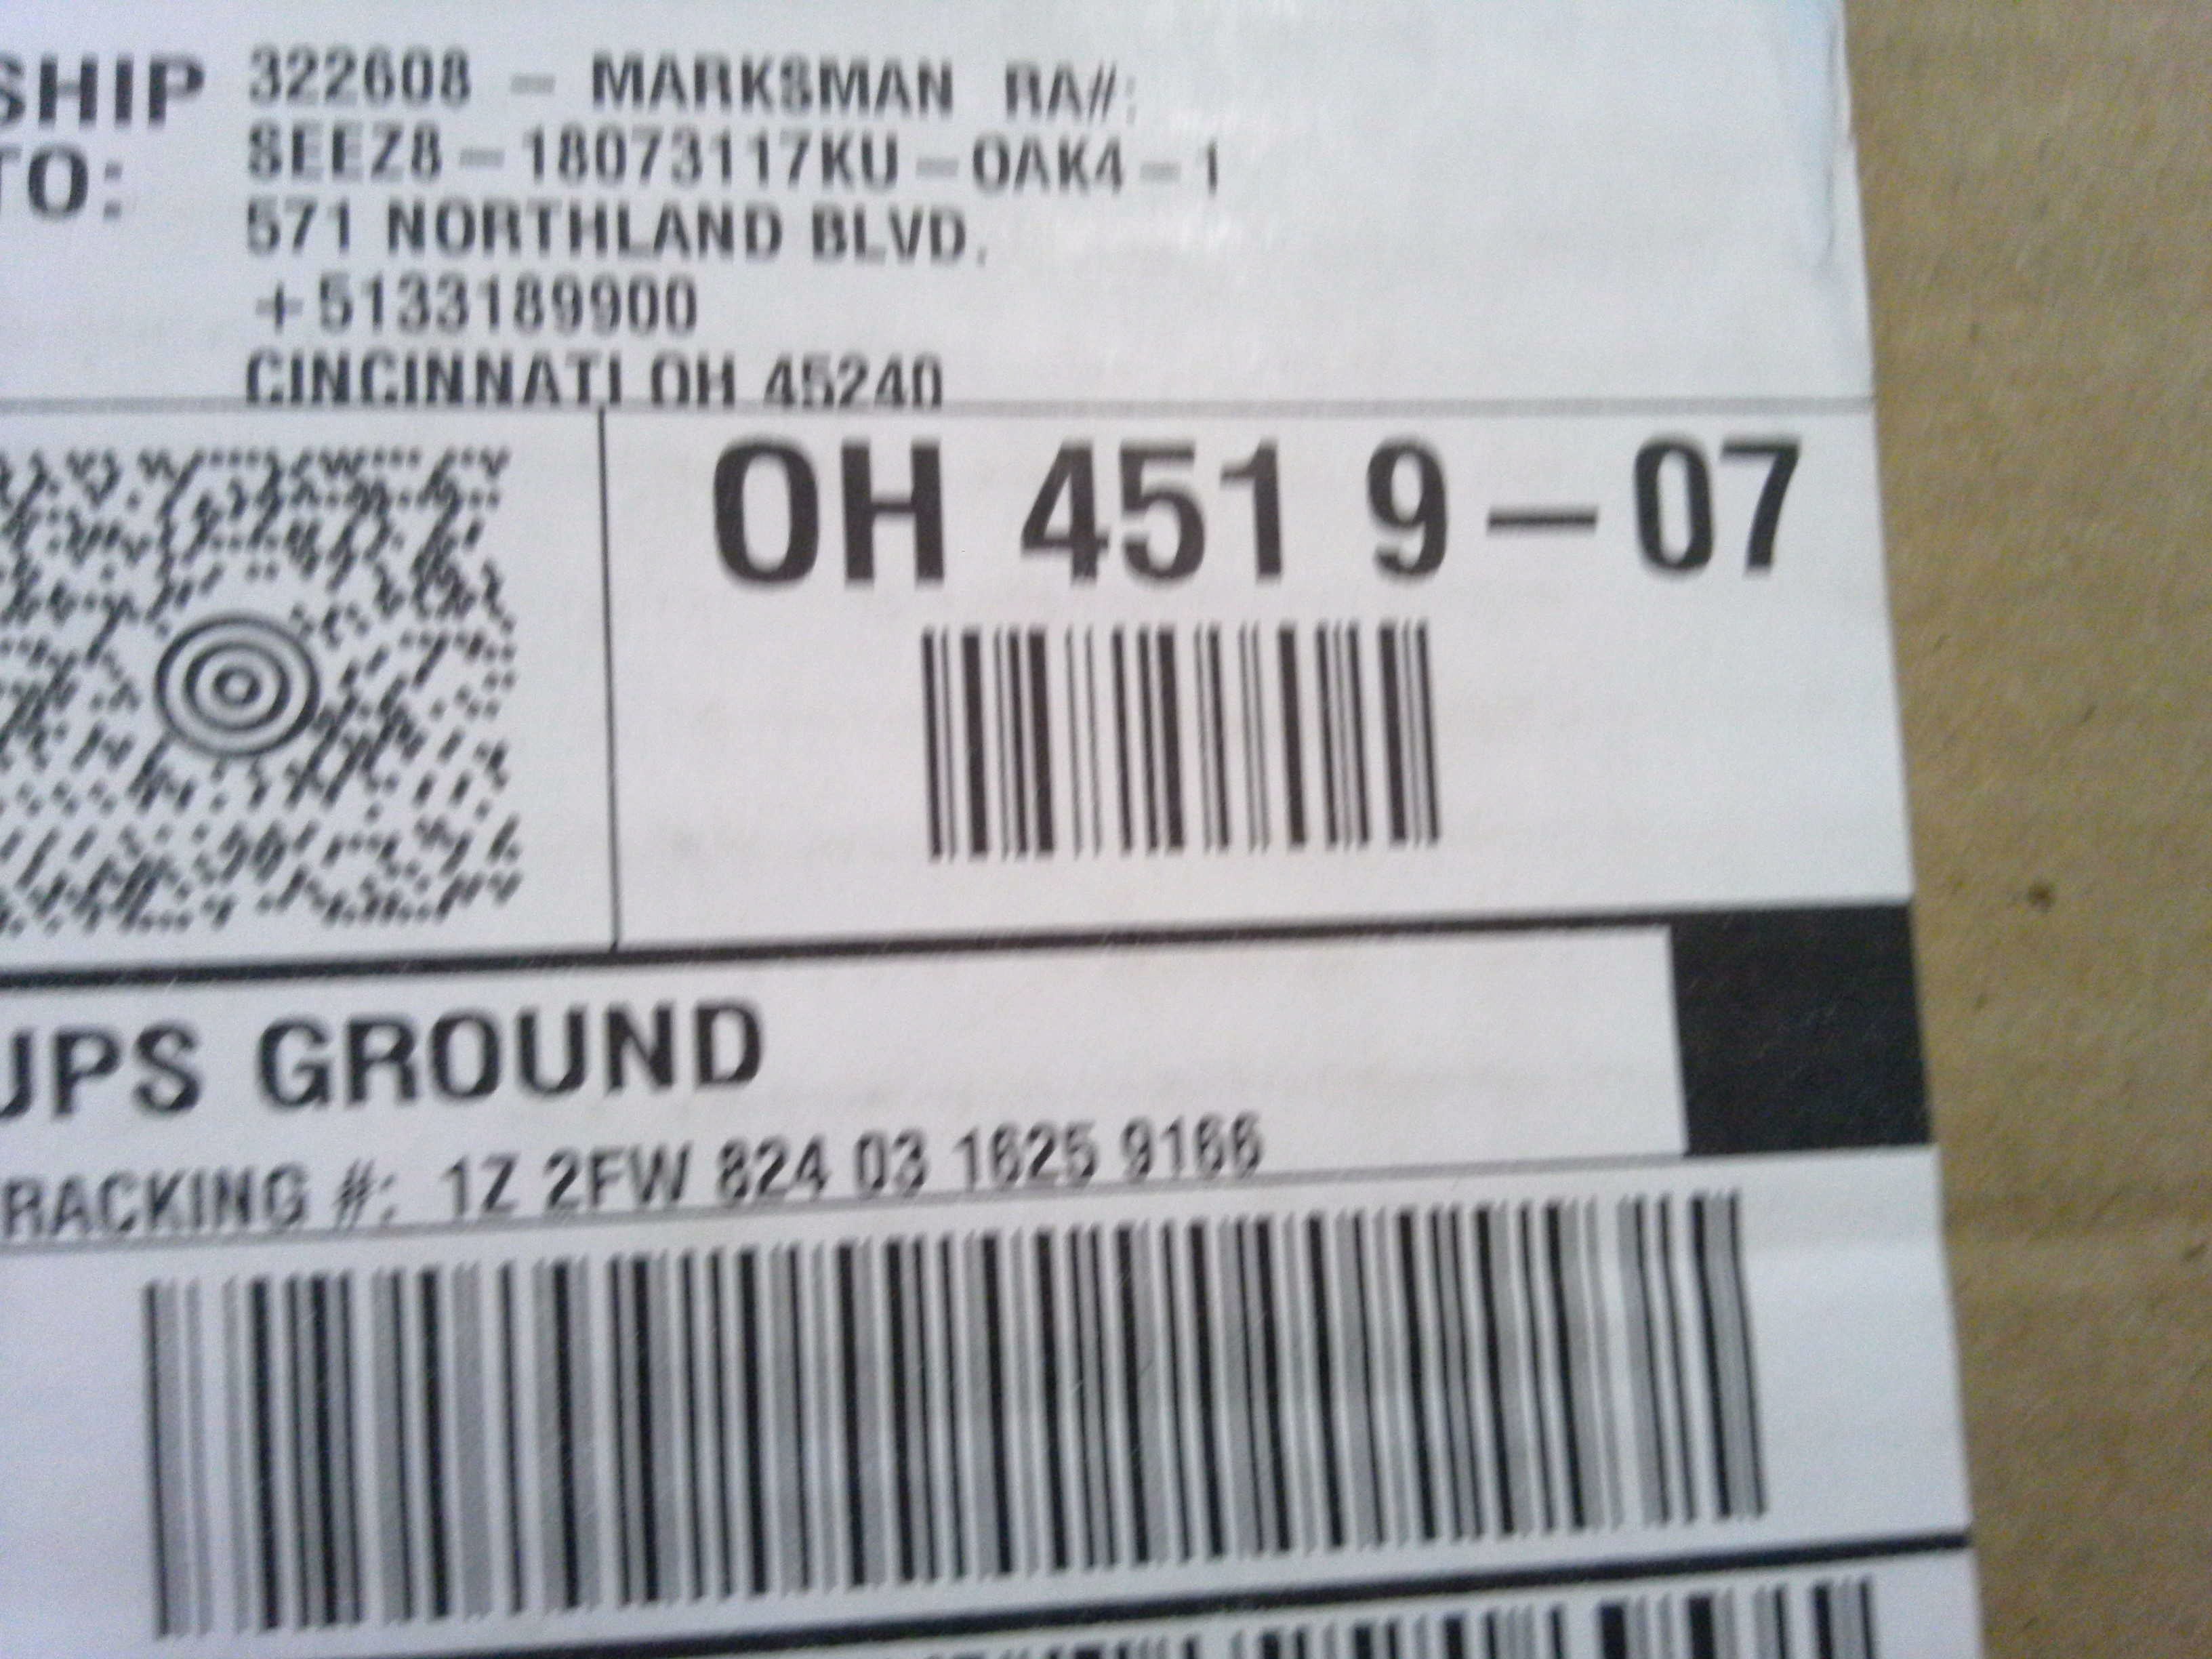 SHIP TO:
322608 - MARKSMAN RA#:
SEEZ8-18073117KU-OAK4-1
571 NORTHLAND BLVD.
+5133189900
CINCINNATI OH 45240
OH 451 9-07
UPS GROUND
TRACKING #: 1Z 2FW 824 03 1625 9166